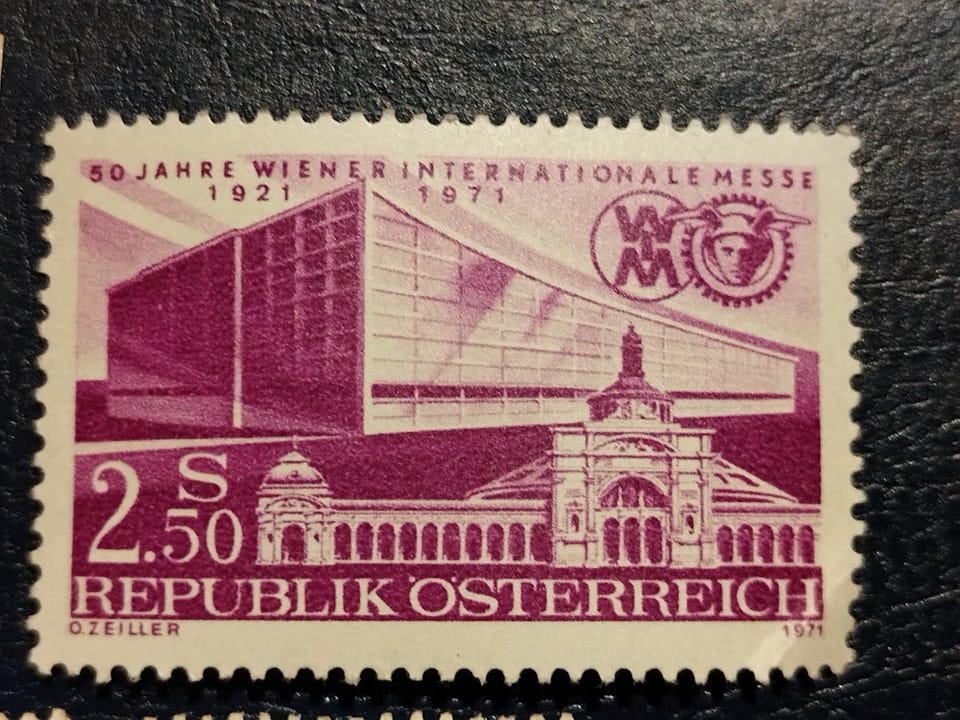 50 JAHRE WIENER INTERNATIONALE MESSE
1921 1971
WIM
2.50 S
REPUBLIK ÖSTERREICH
O.ZEILLER 1971